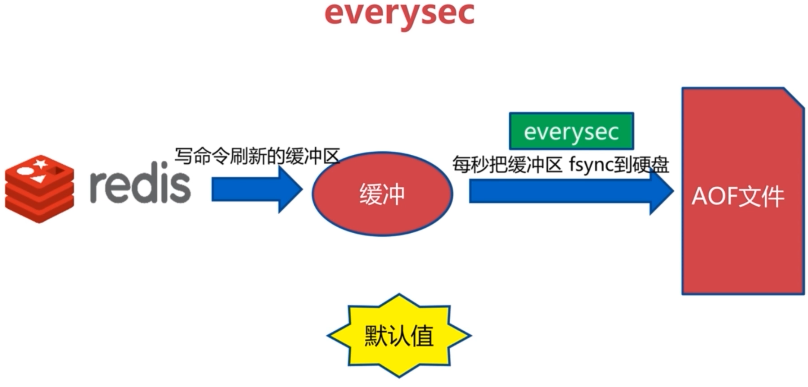 everysec
everysec
写命令刷新的缓冲区
每秒把缓冲区 fsync到硬盘
redis
缓冲
AOF文件
默认值